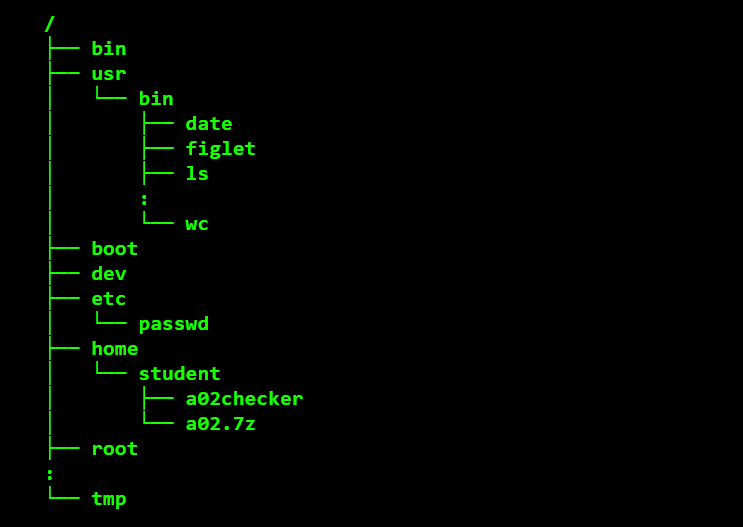 /
├── bin
├── usr
│   └── bin
│       ├── date
│       ├── figlet
│       ├── ls
│       :
│       └── wc
├── boot
├── dev
├── etc
│   └── passwd
├── home
│   └── student
│       ├── a02checker
│       └── a02.7z
├── root
:
└── tmp